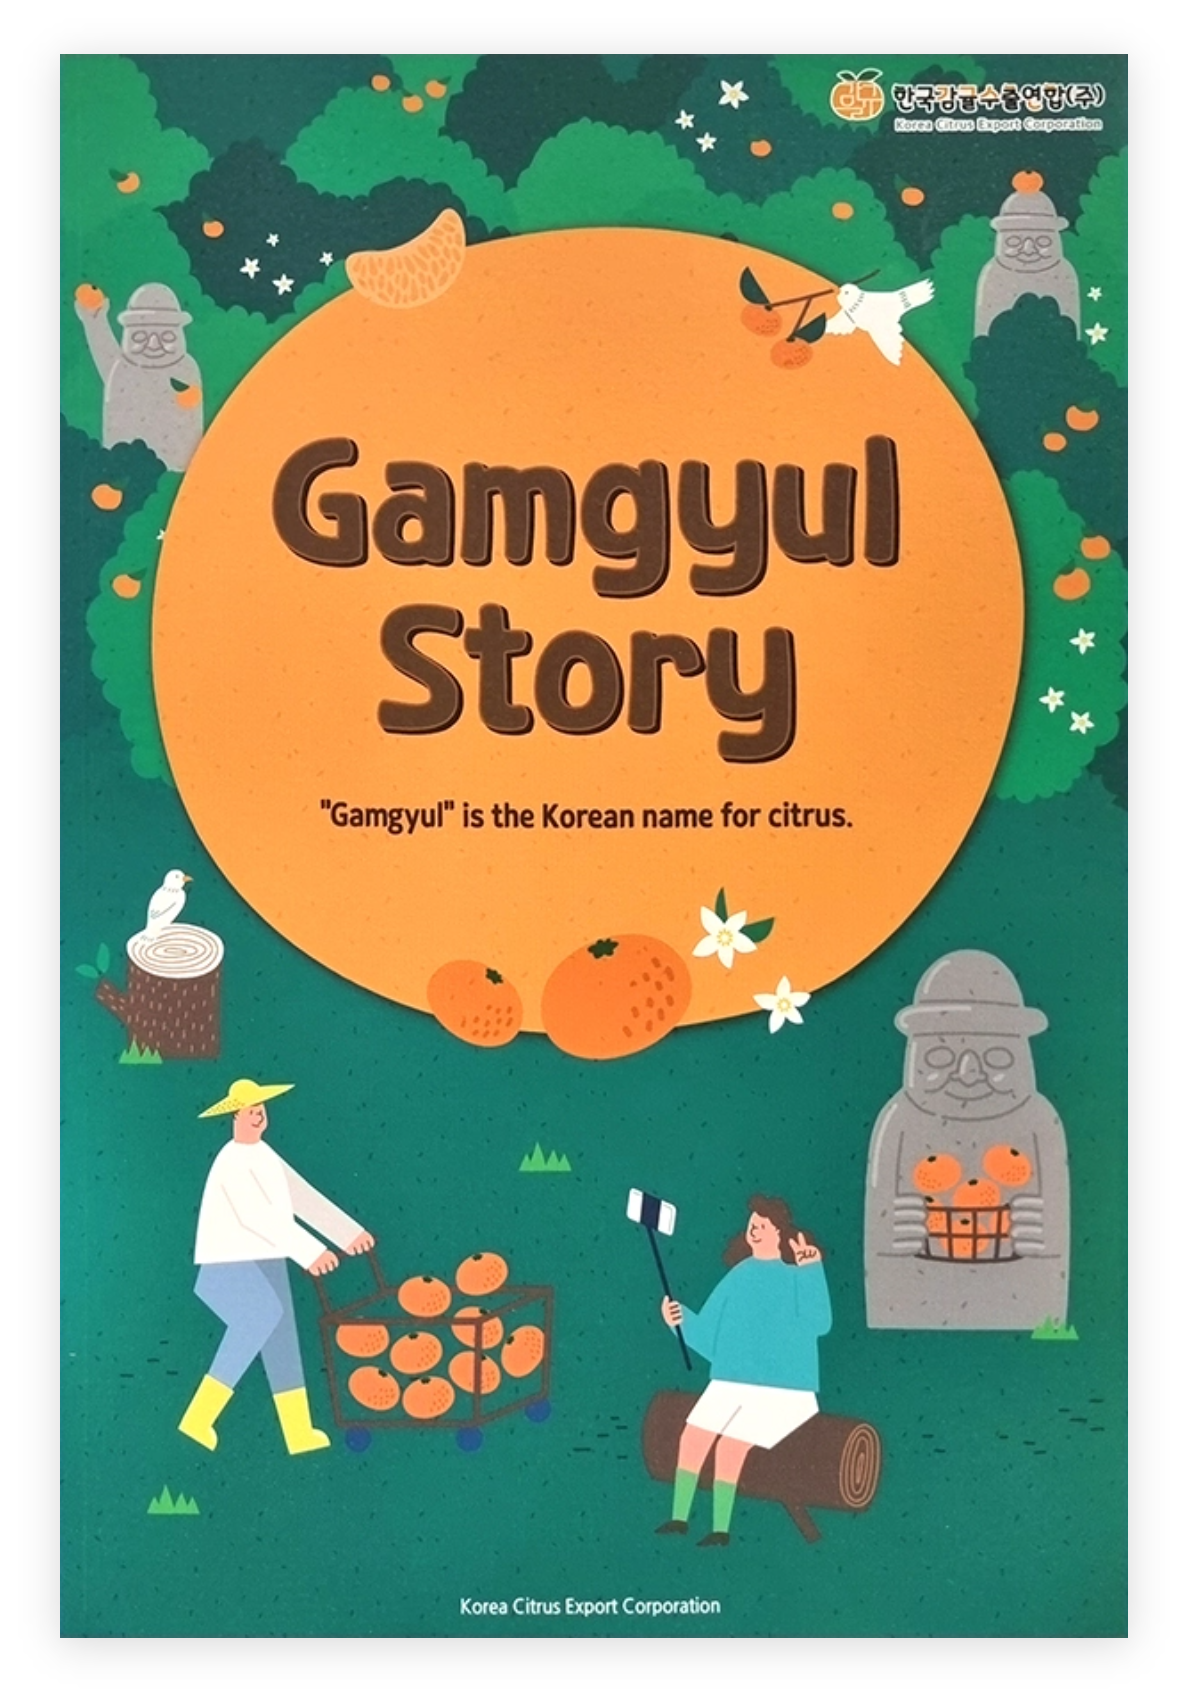 한국감귤수출연합(주)
Korea Citrus Export Corporation
Gamgyul
Story
"Gamgyul" is the Korean name for citrus.
Korea Citrus Export Corporation